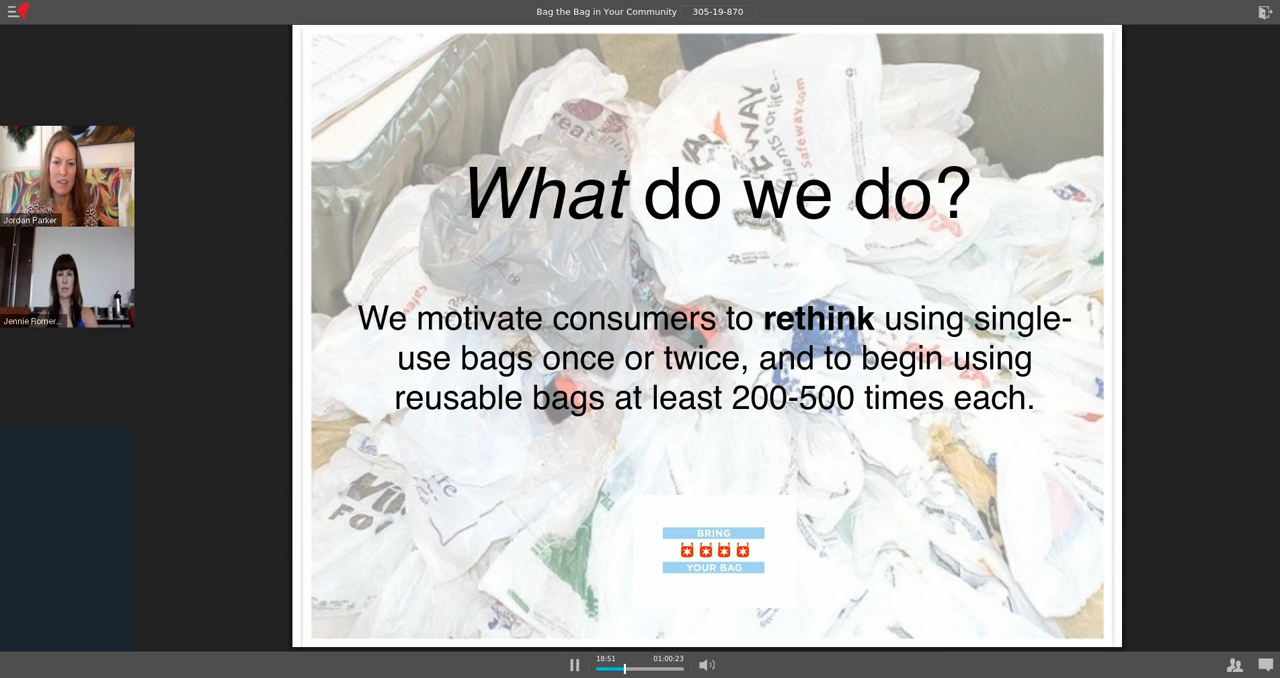 Bag the Bag in Your Community 305-19-870
Jordan Parker
Jennie Romer...
What do we do?
We motivate consumers to rethink using single-
use bags once or twice, and to begin using
reusable bags at least 200-500 times each.
safeway.com
BRING
YOUR BAG
18:51 01:00:23